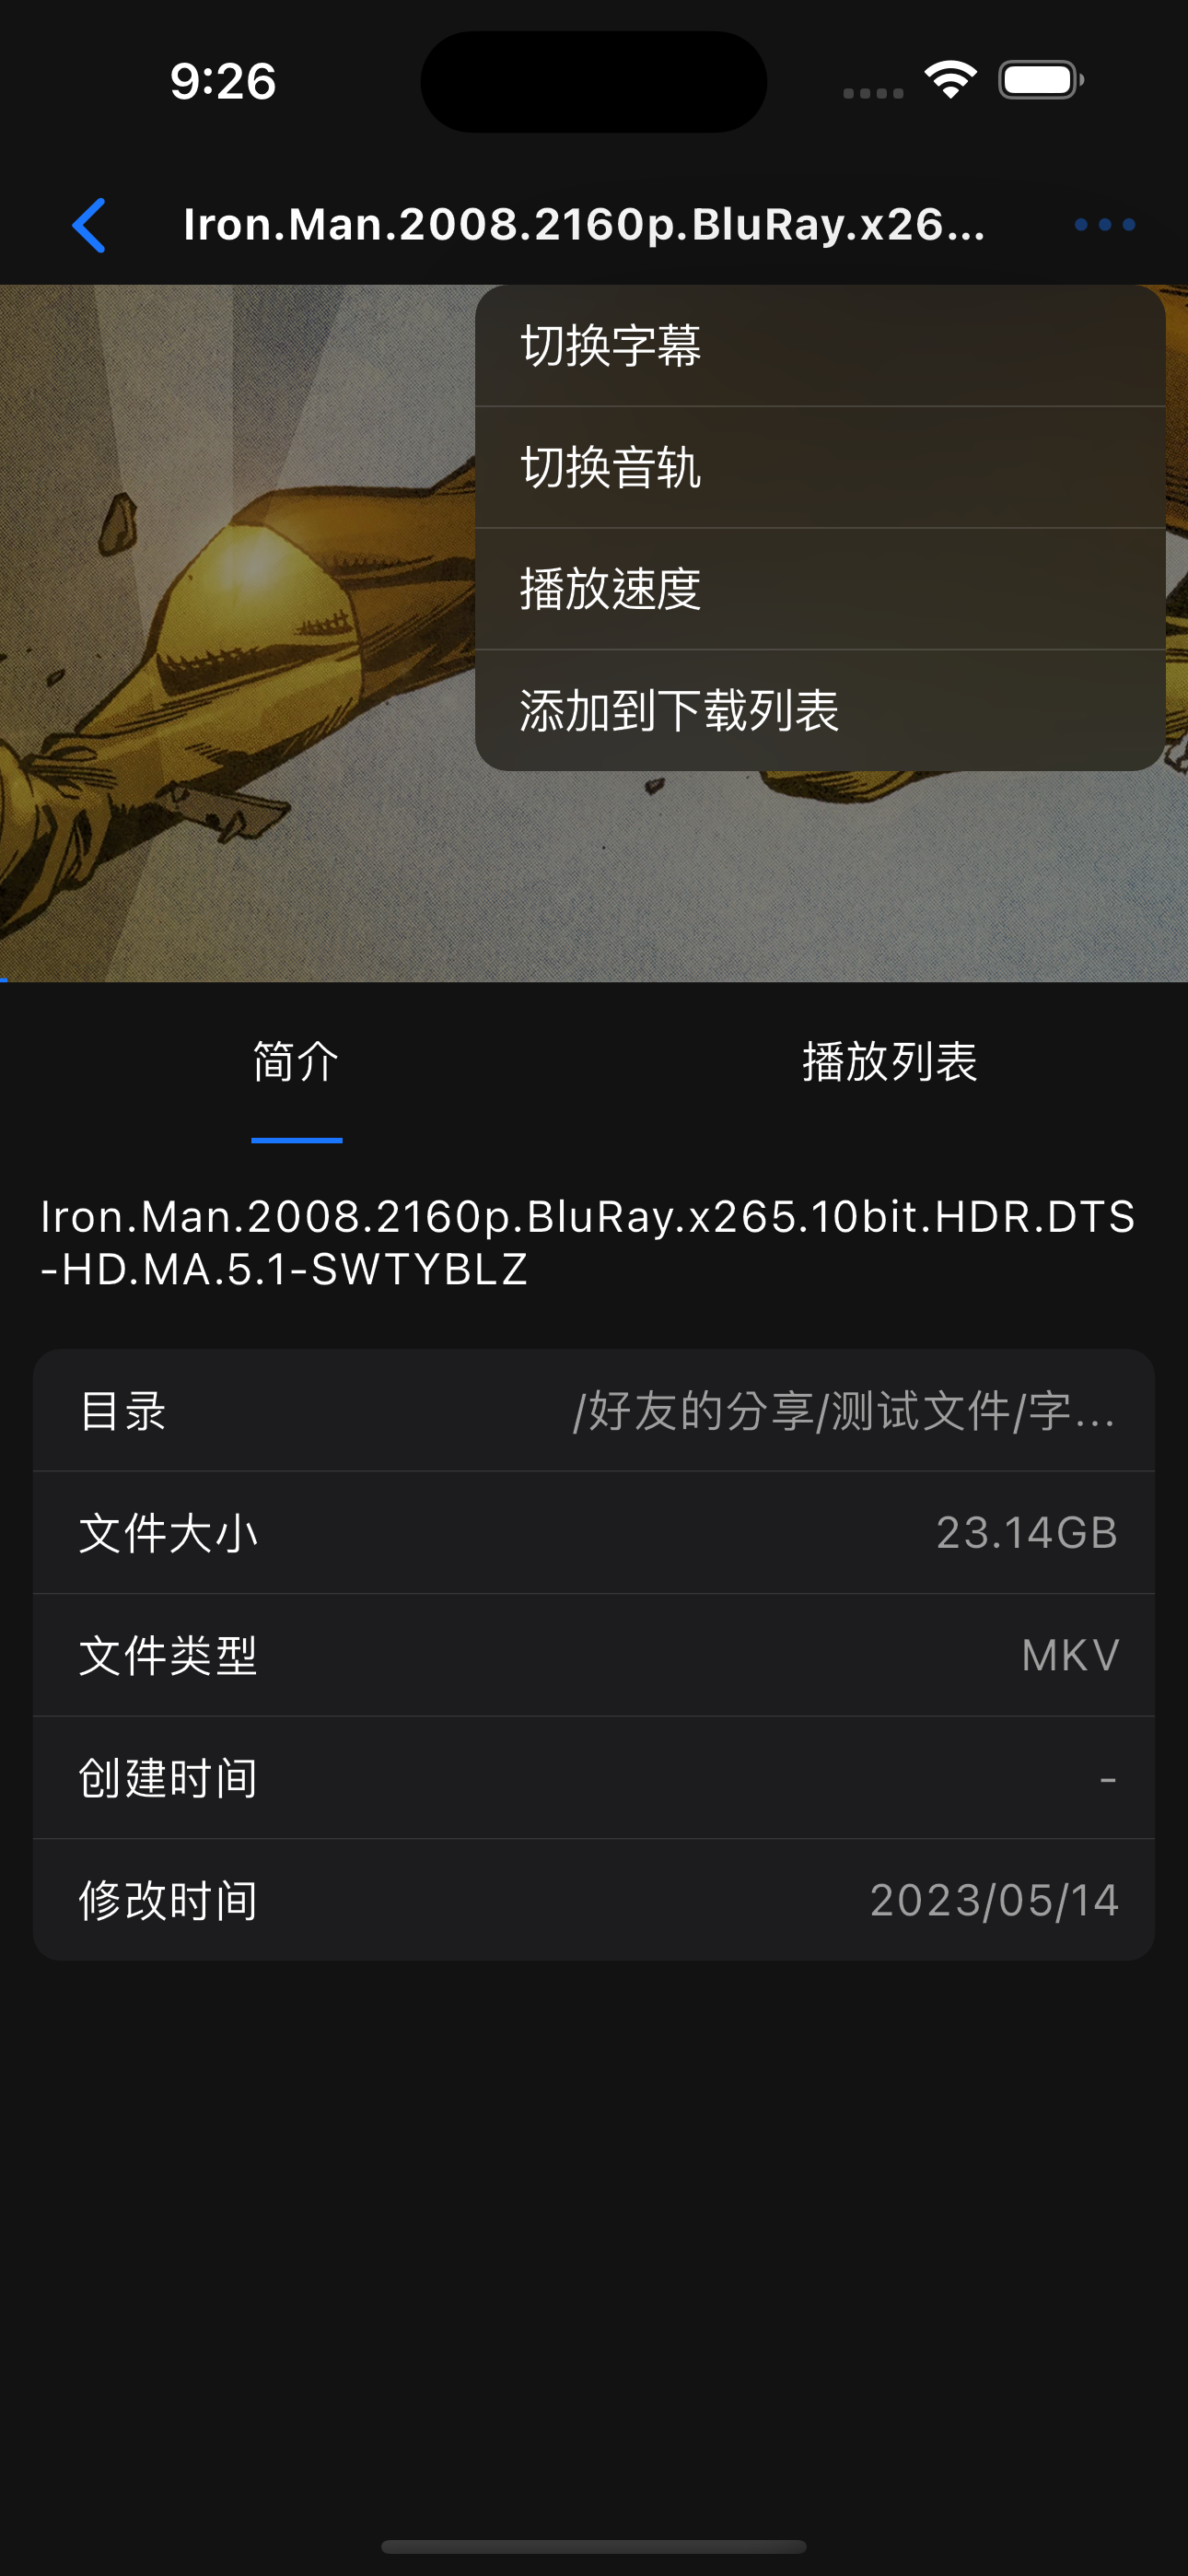 9:26
Iron.Man.2008.2160p.BluRay.x26...
切换字幕
切换音轨
播放速度
添加到下载列表
简介
播放列表
Iron.Man.2008.2160p.BluRay.x265.10bit.HDR.DTS
-HD.MA.5.1-SWTYBLZ
目录
/好友的分享/测试文件/字...
文件大小
23.14GB
文件类型
MKV
创建时间
-
修改时间
2023/05/14